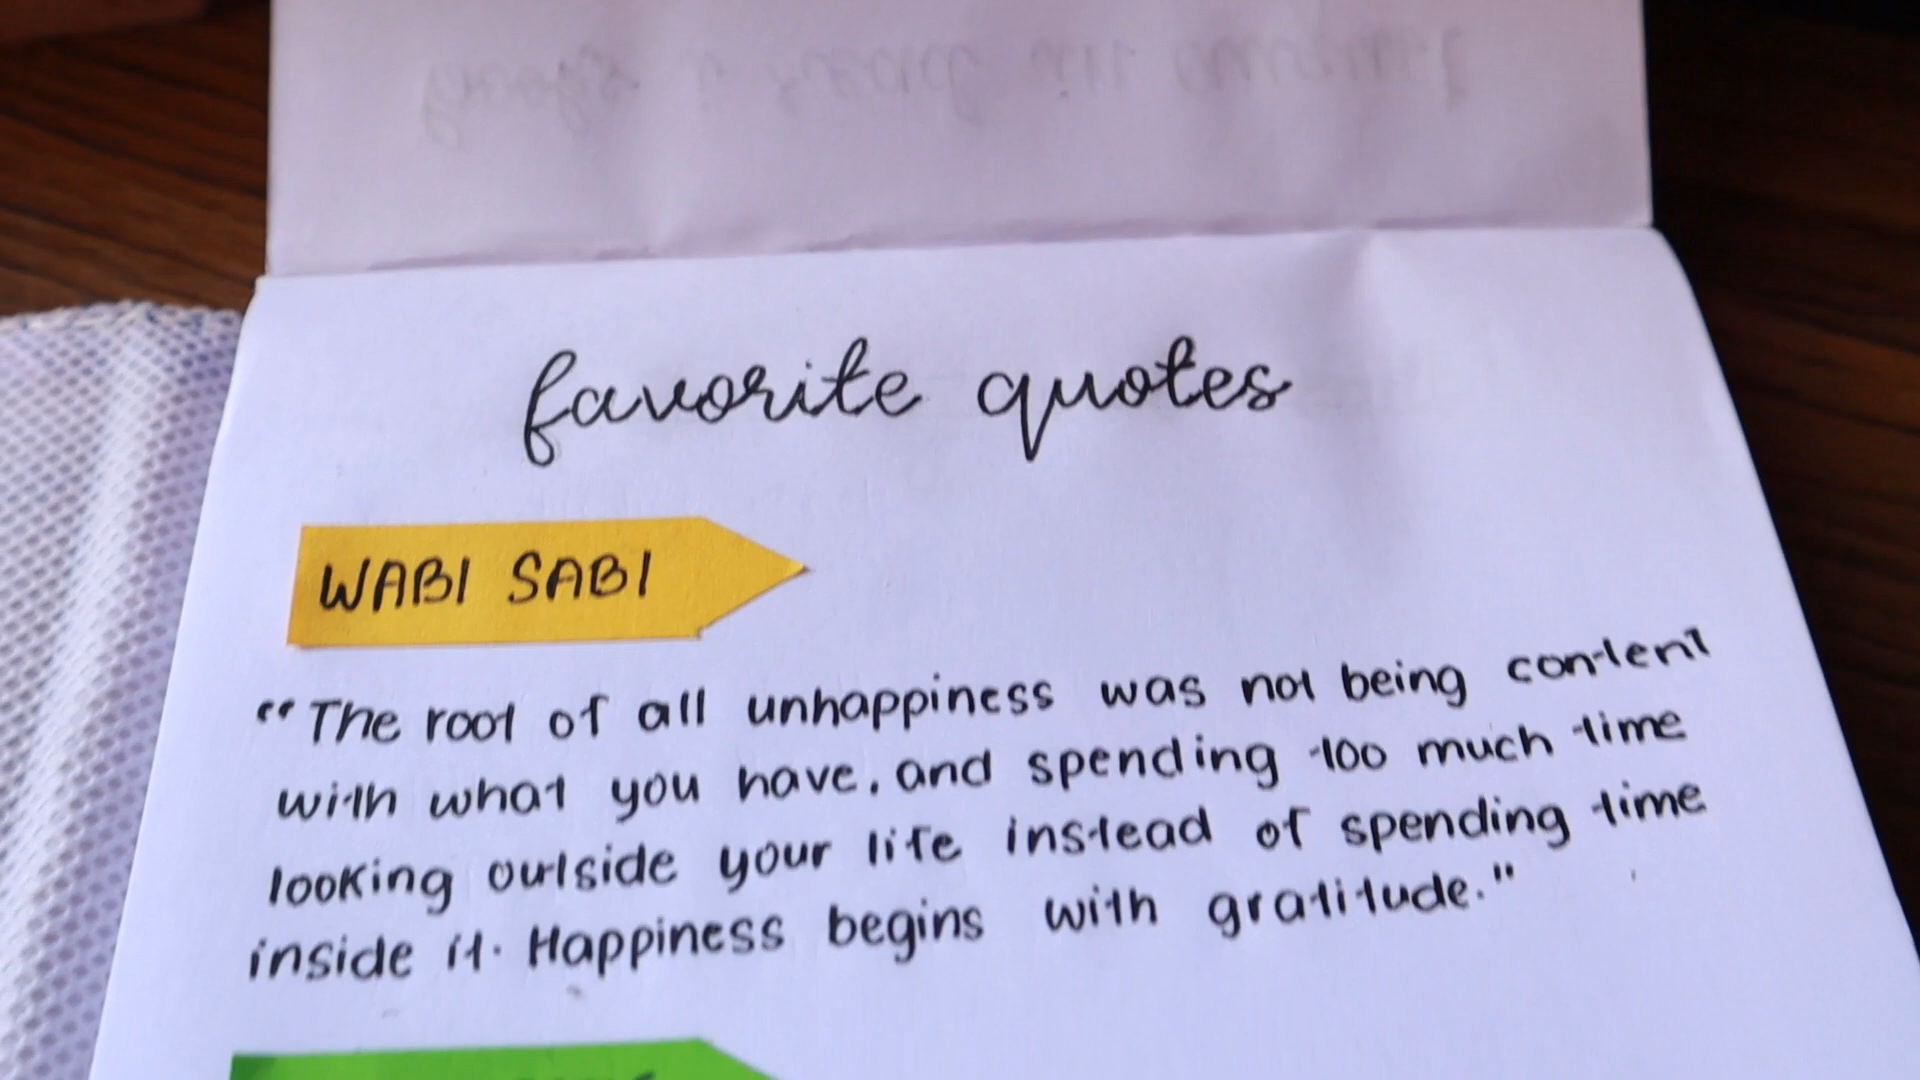 favorite quotes
WABI SABI
"The root of all unhappiness was not being content
with what you have, and spending too much time
looking outside your life instead of spending time
inside it. Happiness begins with gratitude."